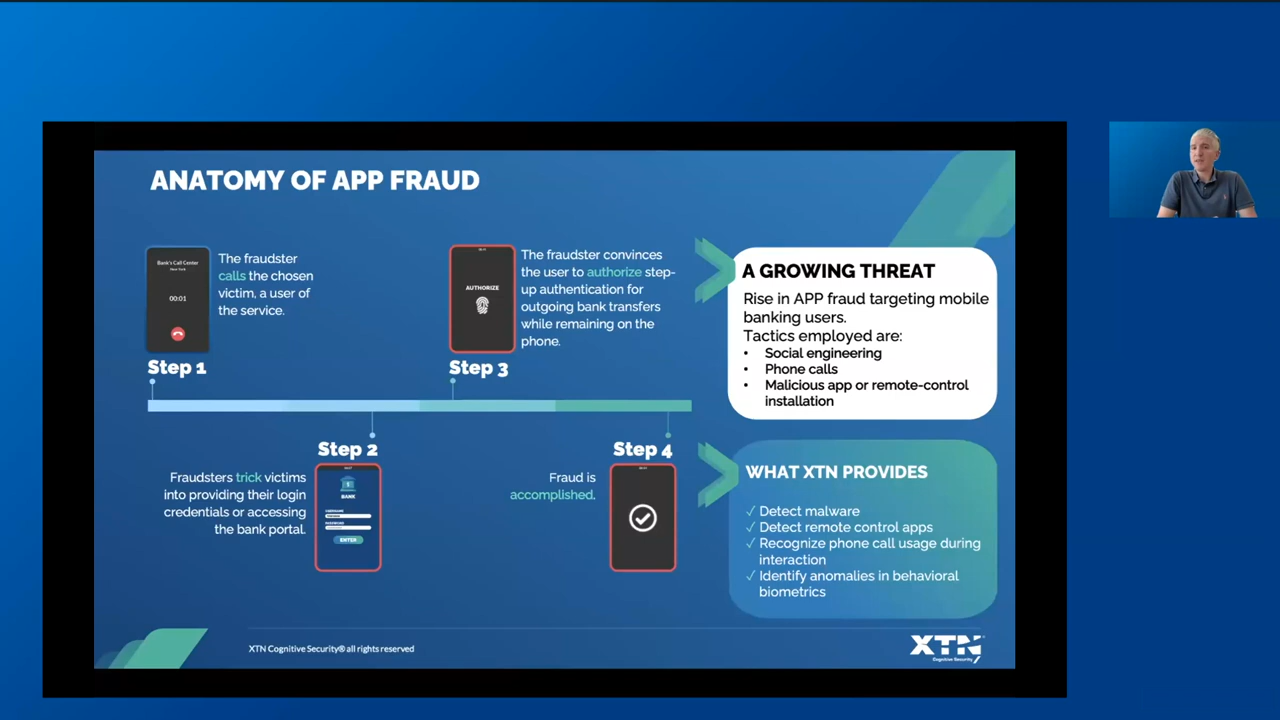 ANATOMY OF APP FRAUD
Bank's Call Center
New York
00:01
The fraudster
calls the chosen
victim, a user of
the service.
Step 1
AUTHORIZE
The fraudster convinces
the user to authorize step-
up authentication for
outgoing bank transfers
while remaining on the
phone.
Step 3
Step 2
Fraudsters trick victims
into providing their login
credentials or accessing
the bank portal.
BANK
USERNAME
PASSWORD
ENTER
Step 4
Fraud is
accomplished.
A GROWING THREAT
Rise in APP fraud targeting mobile
banking users.
Tactics employed are:
• Social engineering
• Phone calls
• Malicious app or remote-control
installation
WHAT XTN PROVIDES
✓ Detect malware
✓ Detect remote control apps
✓ Recognize phone call usage during
interaction
✓ Identify anomalies in behavioral
biometrics
XTN Cognitive Security® all rights reserved
XTN
Cognitive Security